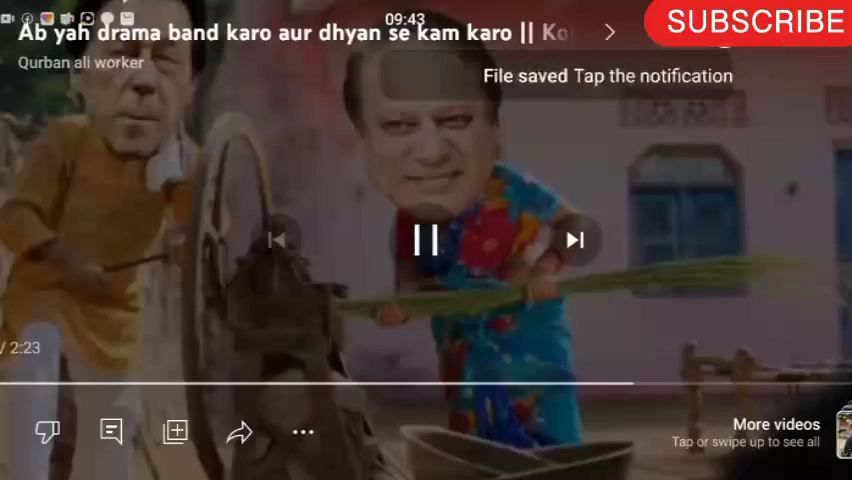 09:43
SUBSCRIBE
Ab yah drama band karo aur dhyan se kam karo ||
Qurban ali worker
File saved Tap the notification
/ 2:23
More videos
Tap or swipe up to see all